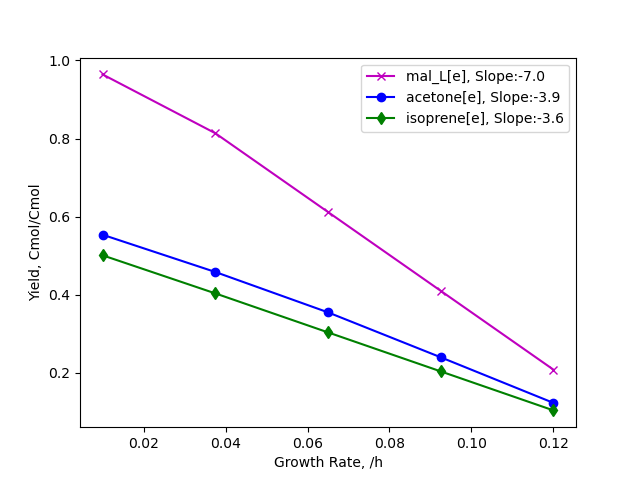 1.0
0.8
0.6
0.4
0.2
Yield, Cmol/Cmol
mal_L[e], Slope:-7.0
acetone[e], Slope:-3.9
isoprene[e], Slope:-3.6
0.02 0.04 0.06 0.08 0.10 0.12
Growth Rate, /h